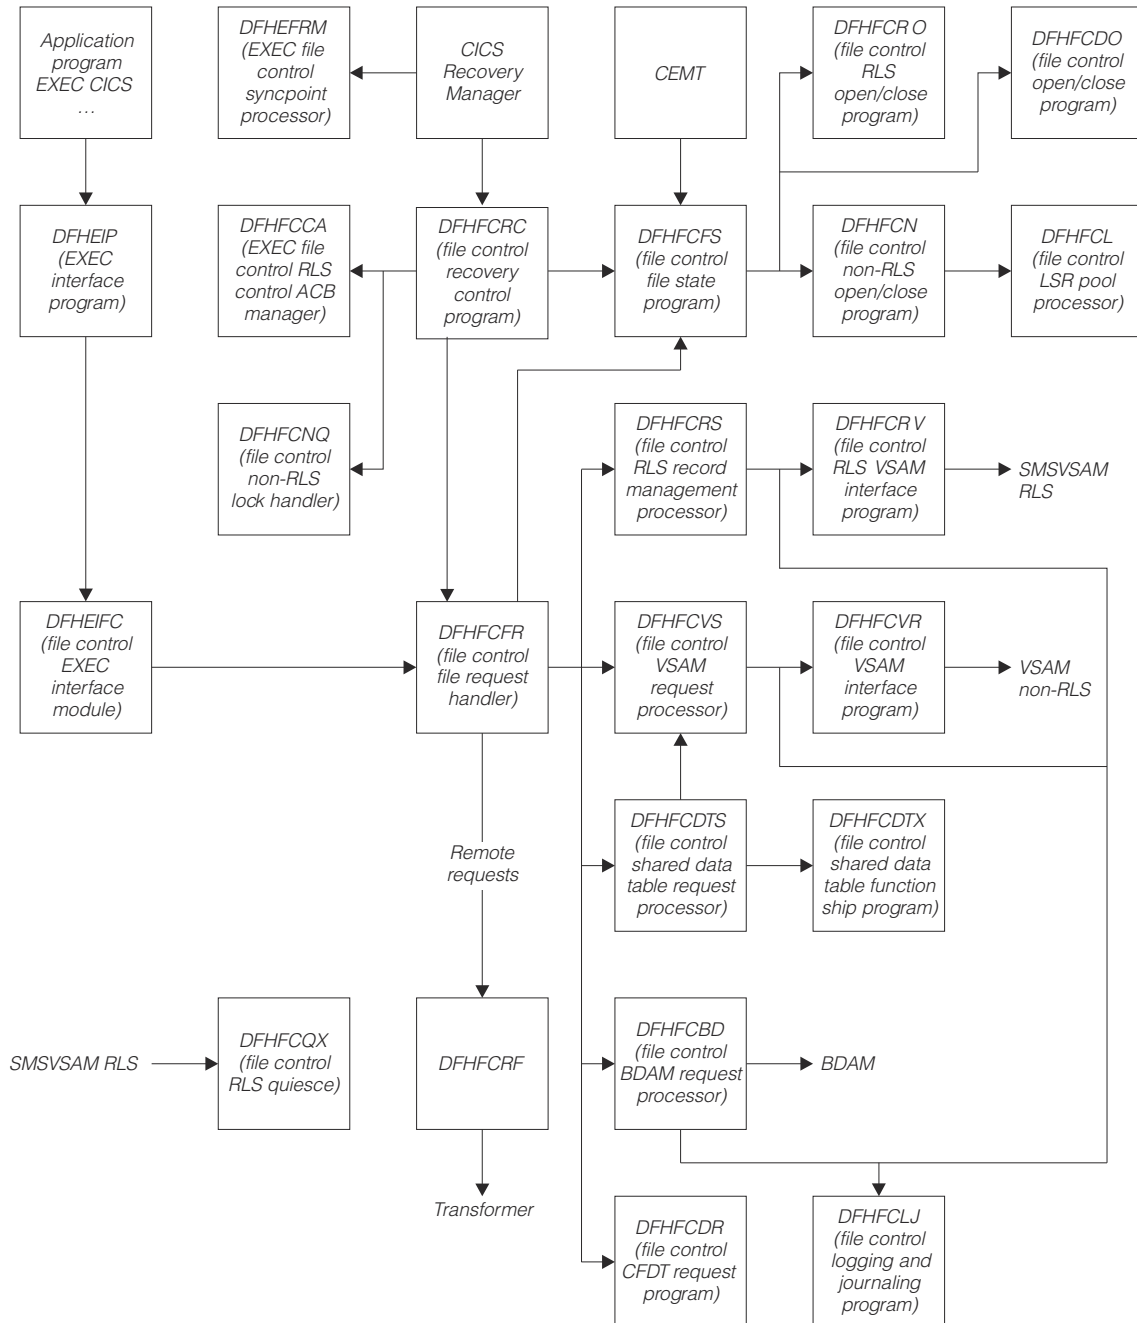 Application
program
EXEC CICS
...
DFHEFRM
(EXEC file
control
syncpoint
processor)
CICS
Recovery
Manager
CEMT
DFHFCR O
(file control
RLS
open/close
program)
DFHFCDO
(file control
open/close
program)
DFHEIP
(EXEC
interface
program)
DFHFCCA
(EXEC file
control RLS
control ACB
manager)
DFHFCRC
(file control
recovery
control
program)
DFHFCFS
(file control
file state
program)
DFHFCN
(file control
non-RLS
open/close
program)
DFHFCL
(file control
LSR pool
processor)
DFHFCNQ
(file control
non-RLS
lock handler)
DFHFCRS
(file control
RLS record
management
processor)
DFHFCR V
(file control
RLS VSAM
interface
program)
SMSVSAM
RLS
DFHEIFC
(file control
EXEC
interface
module)
DFHFCFR
(file control
file request
handler)
DFHFCVS
(file control
VSAM
request
processor)
DFHFCVR
(file control
VSAM
interface
program)
VSAM
non-RLS
Remote
requests
DFHFCDTS
(file control
shared data
table request
processor)
DFHFCDTX
(file control
shared data
table function
ship program)
SMSVSAM RLS
DFHFCQX
(file control
RLS quiesce)
DFHFCRF
DFHFCBD
(file control
BDAM request
processor)
BDAM
Transformer
DFHFCDR
(file control
CFDT request
program)
DFHFCLJ
(file control
logging and
journaling
program)